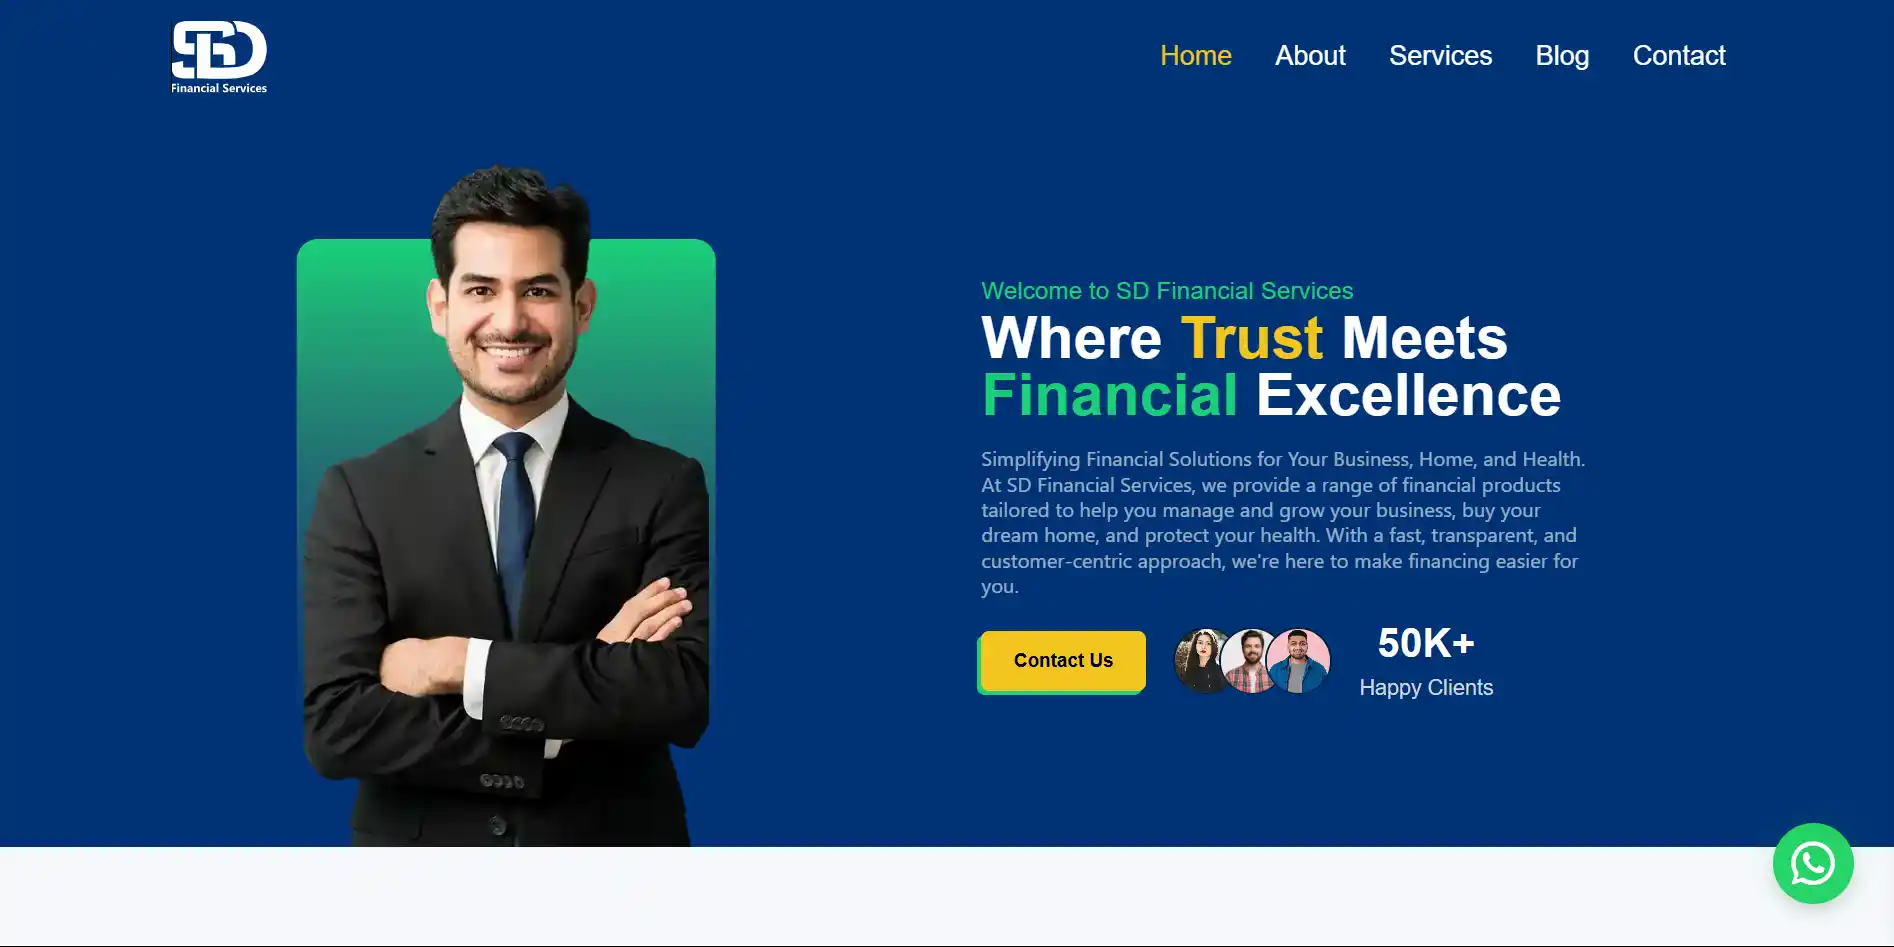 SD
Financial Services
Home
About
Services
Blog
Contact
Welcome to SD Financial Services
Where Trust Meets
Financial Excellence
Simplifying Financial Solutions for Your Business, Home, and Health.
At SD Financial Services, we provide a range of financial products
tailored to help you manage and grow your business, buy your
dream home, and protect your health. With a fast, transparent, and
customer-centric approach, we're here to make financing easier for
you.
Contact Us
50K+
Happy Clients